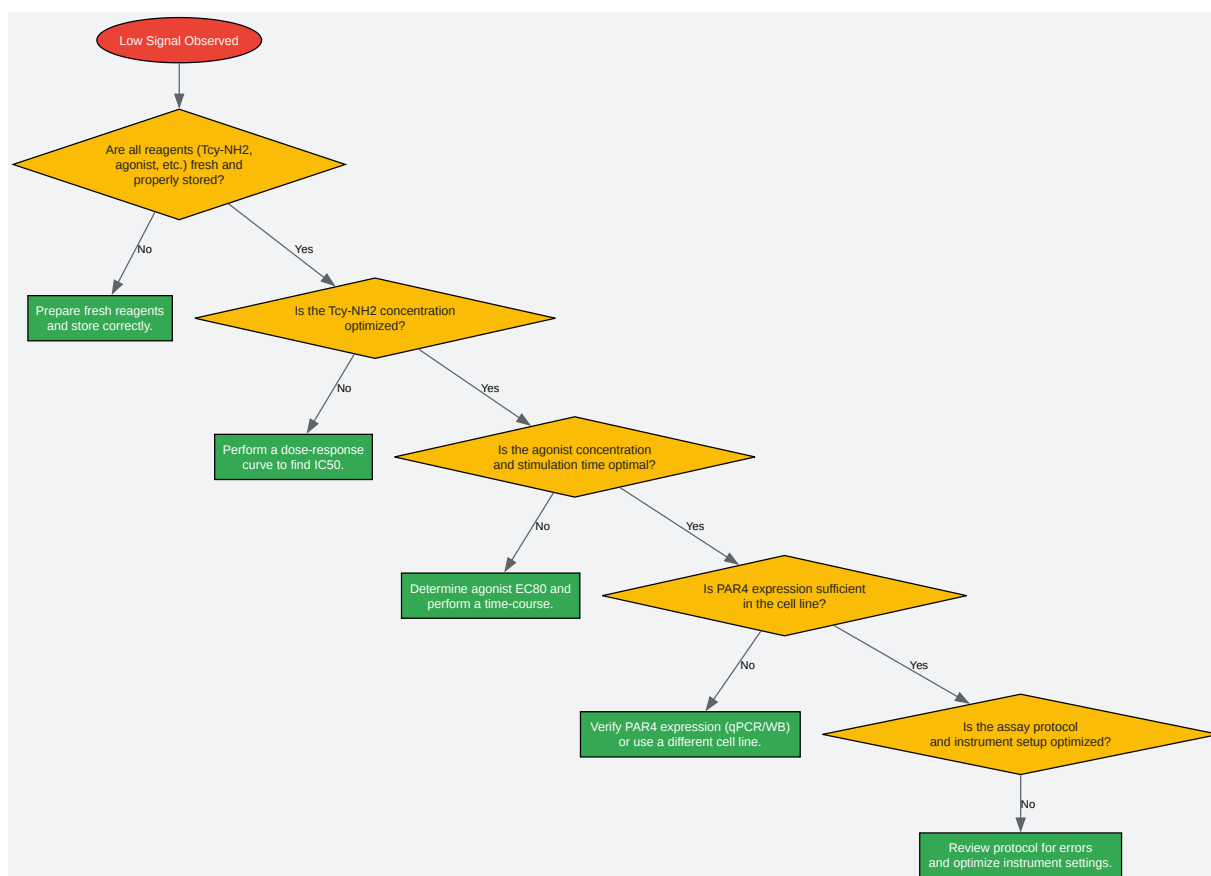 Low Signal Observed
Are all reagents (Tcy-NH2,
agonist, etc.) fresh and
properly stored?
No
Yes
Prepare fresh reagents
and store correctly.
Is the Tcy-NH2 concentration
optimized?
No
Yes
Perform a dose-response
curve to find IC50.
Is the agonist concentration
and stimulation time optimal?
No
Yes
Determine agonist EC80 and
perform a time-course.
Is PAR4 expression sufficient
in the cell line?
No
Yes
Verify PAR4 expression (qPCR/WB)
or use a different cell line.
Is the assay protocol
and instrument setup optimized?
No
Review protocol for errors
and optimize instrument settings.